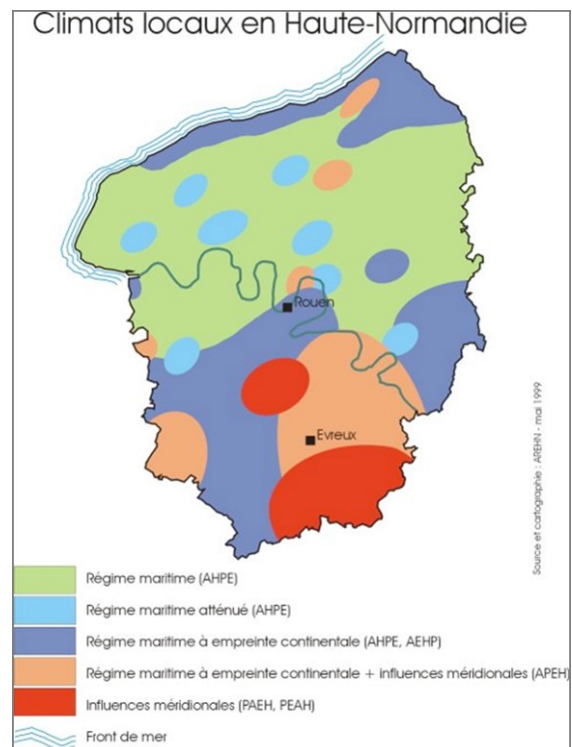 Climats locaux en Haute-Normandie
Rouen
Evreux
Source et cartographie : AREHN - mai 1999
Régime maritime (AHPE)
Régime maritime atténué (AHPE)
Régime maritime à empreinte continentale (AHPE, AEHP)
Régime maritime à empreinte continentale + influences méridionales (APEH)
Influences méridionales (PAEH, PEAH)
Front de mer